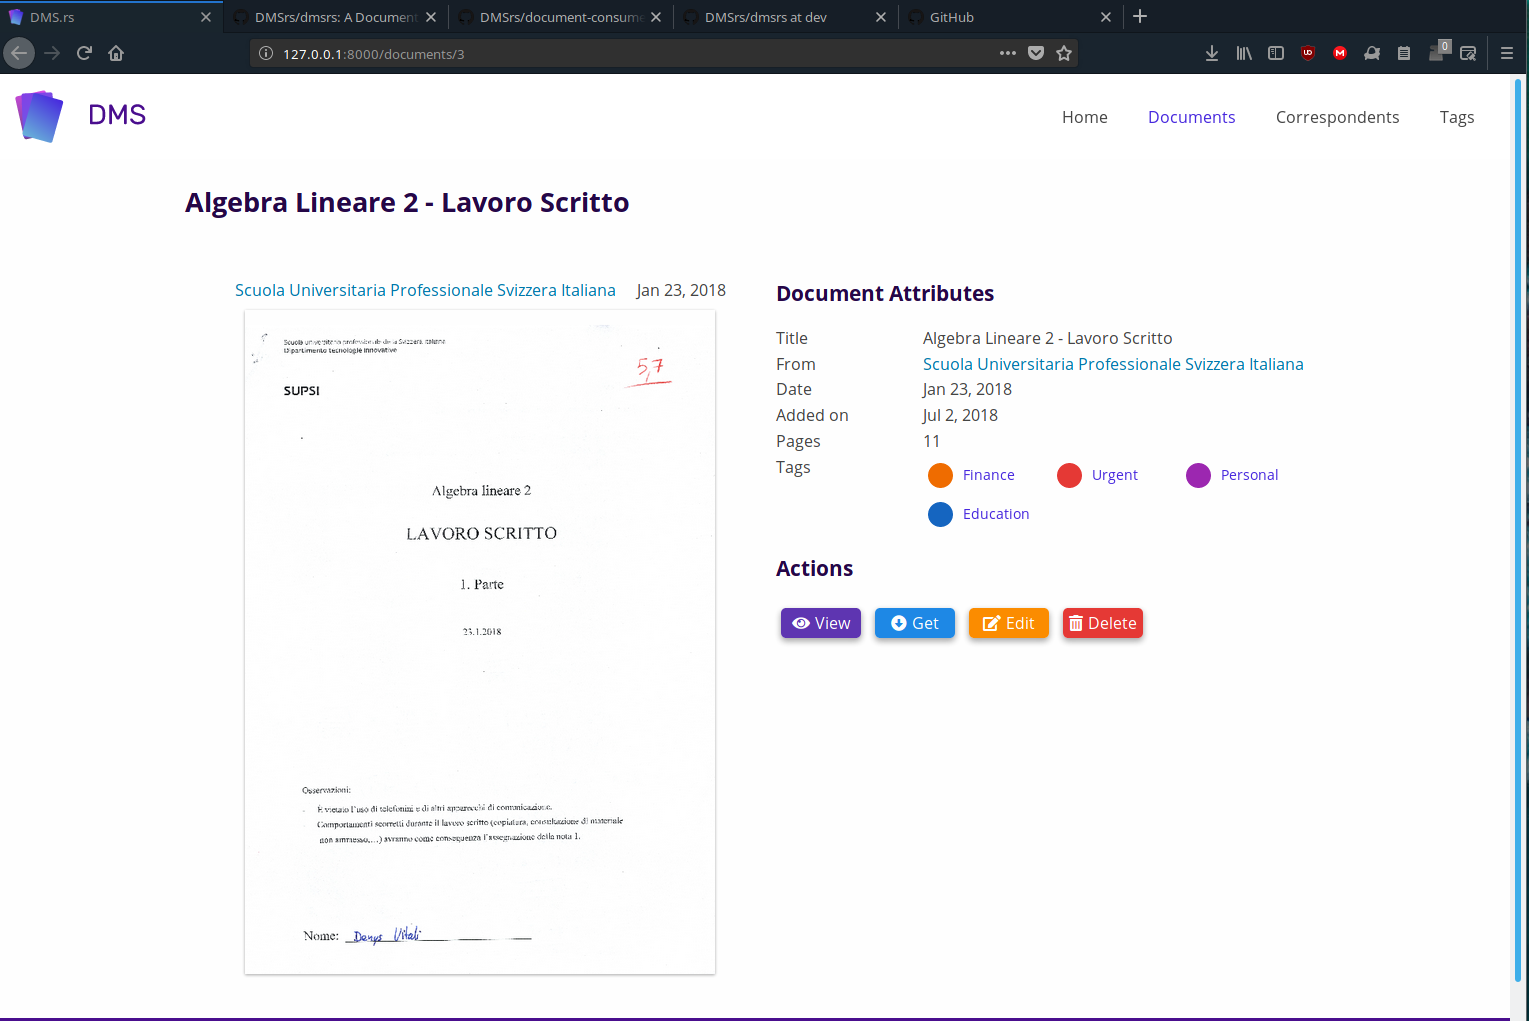 DMS.rs
DMSrs/dmsrs: A Document
DMSrs/document-consume
DMSrs/dmsrs at dev
GitHub
127.0.0.1:8000/documents/3
0
DMS
Home
Documents
Correspondents
Tags
Algebra Lineare 2 - Lavoro Scritto
Scuola Universitaria Professionale Svizzera Italiana Jan 23, 2018
Scuola universitaria professionale della Svizzera italiana
Dipartimento tecnologie innovative
5,7
SUPSI
Algebra lineare 2
LAVORO SCRITTO
1. Parte
23.1.2018
Osservazioni:
- È vietato l'uso di telefonini e di altri apparecchi di comunicazione.
- Comportamenti scorretti durante il lavoro scritto (copiatura, consultazione di materiale
non ammesso,...) avranno come conseguenza l'assegnazione della nota 1.
Nome: Denys Vitali
Document Attributes
Title Algebra Lineare 2 - Lavoro Scritto
From Scuola Universitaria Professionale Svizzera Italiana
Date Jan 23, 2018
Added on Jul 2, 2018
Pages 11
Tags
Finance
Urgent
Personal
Education
Actions
View
Get
Edit
Delete